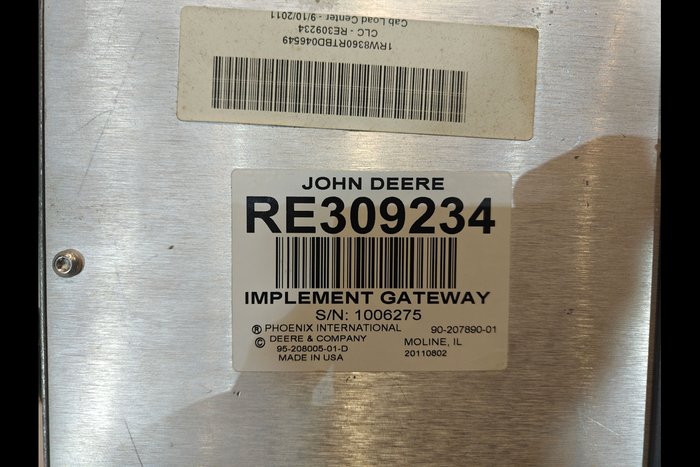 1RW8360RTBD046549
CLC - RE309234
Cab Load Center - 9/10/2011
JOHN DEERE
RE309234
IMPLEMENT GATEWAY
S/N: 1006275
® PHOENIX INTERNATIONAL 90-207890-01
© DEERE & COMPANY MOLINE, IL
95-208005-01-D 20110802
MADE IN USA